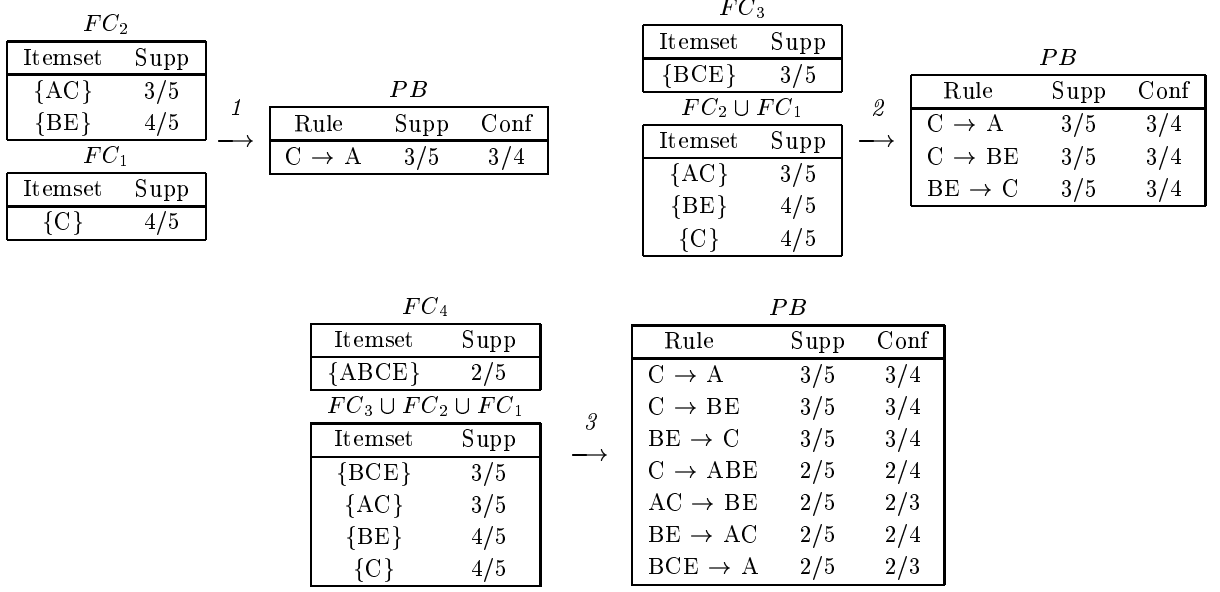 FC2
Itemset Supp
{AC} 3/5
{BE} 4/5
FC1
Itemset Supp
{C} 4/5
1
→
PB
Rule Supp Conf
C → A 3/5 3/4
FC3
Itemset Supp
{BCE} 3/5
FC2 ∪ FC1
Itemset Supp
{AC} 3/5
{BE} 4/5
{C} 4/5
2
→
PB
Rule Supp Conf
C → A 3/5 3/4
C → BE 3/5 3/4
BE → C 3/5 3/4
FC4
Itemset Supp
{ABCE} 2/5
FC3 ∪ FC2 ∪ FC1
Itemset Supp
{BCE} 3/5
{AC} 3/5
{BE} 4/5
{C} 4/5
3
→
PB
Rule Supp Conf
C → A 3/5 3/4
C → BE 3/5 3/4
BE → C 3/5 3/4
C → ABE 2/5 2/4
AC → BE 2/5 2/3
BE → AC 2/5 2/4
BCE → A 2/5 2/3